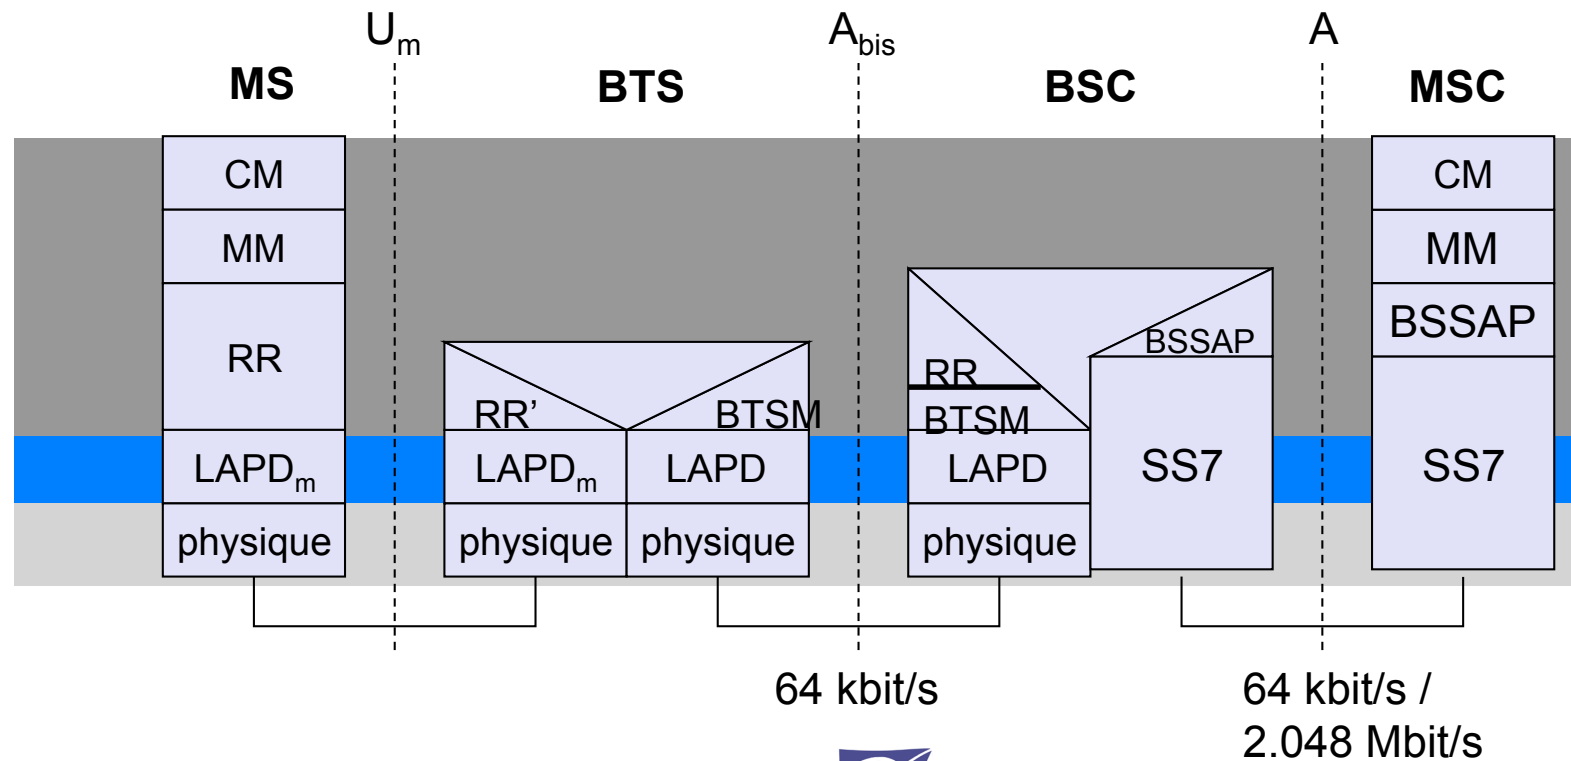 Um Abis A
MS BTS BSC MSC
CM CM
MM MM
RR RR BSSAP BSSAP
RR’ BTSM BTSM
LAPDm LAPDm LAPD LAPD SS7 SS7
physique physique physique physique
64 kbit/s 64 kbit/s /
2.048 Mbit/s